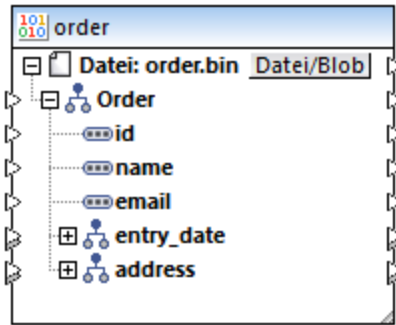 order
Datei: order.bin Datei/Blob
Order
id
name
email
entry_date
address